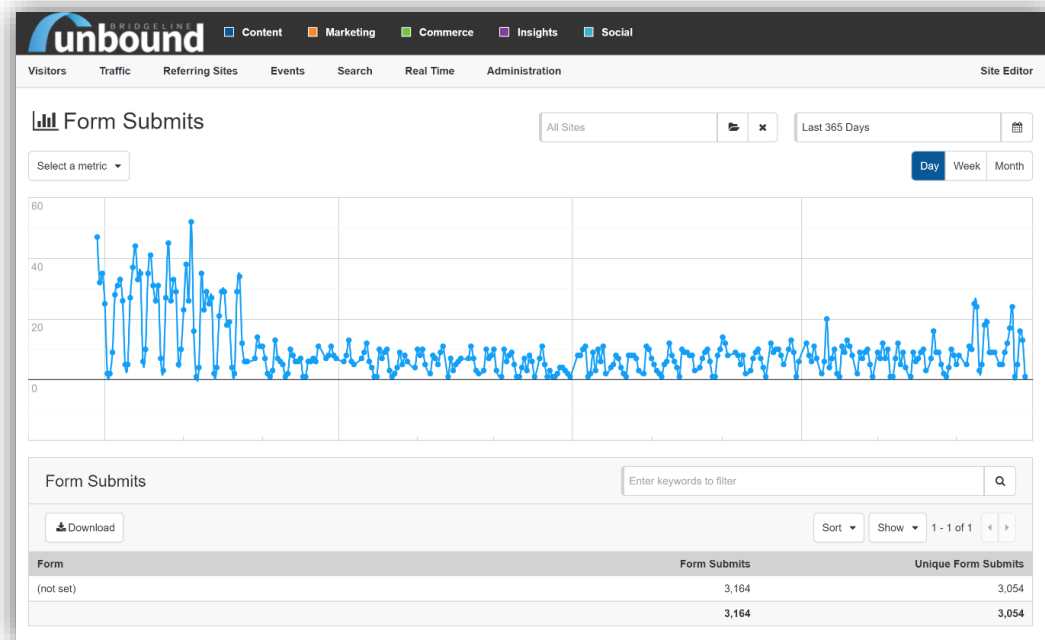 BRIDGELINE
unbound
Content Marketing Commerce Insights Social
Visitors Traffic Referring Sites Events Search Real Time Administration Site Editor
Form Submits
All Sites
Last 365 Days
Select a metric
Day Week Month
60
40
20
0
Form Submits
Enter keywords to filter
Download
Sort Show 1 - 1 of 1
Form Form Submits Unique Form Submits
(not set) 3,164 3,054
3,164 3,054